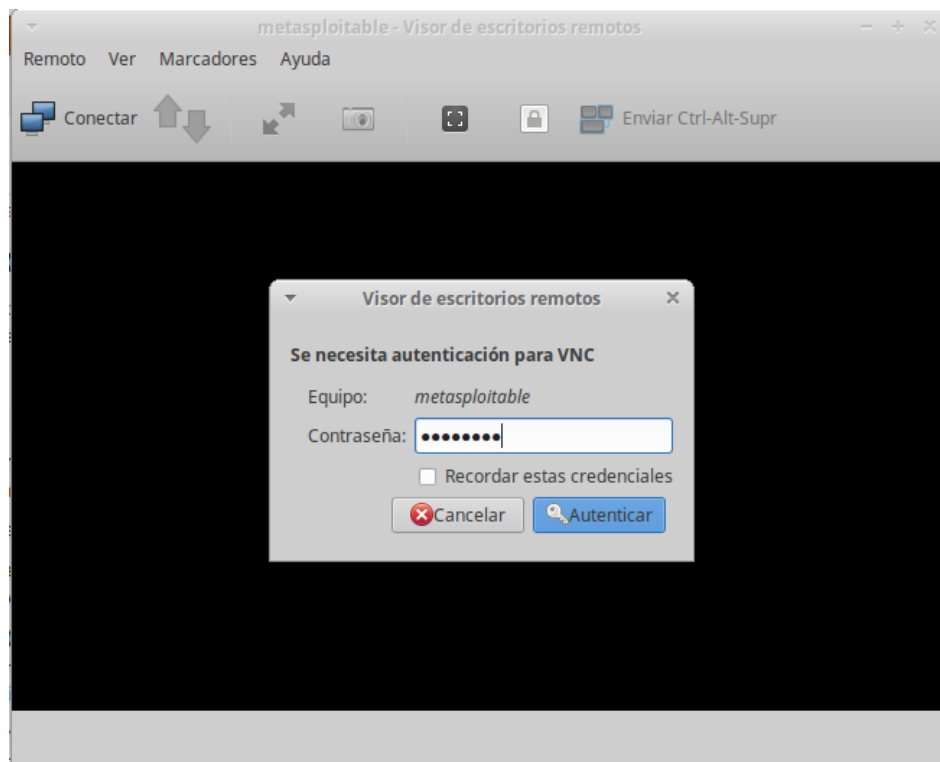 metasploitable - Visor de escritorios remotos
Remoto Ver Marcadores Ayuda
Conectar Enviar Ctrl-Alt-Supr
Visor de escritorios remotos
Se necesita autenticación para VNC
Equipo: metasploitable
Contraseña: ••••••••
Recordar estas credenciales
Cancelar Autenticar